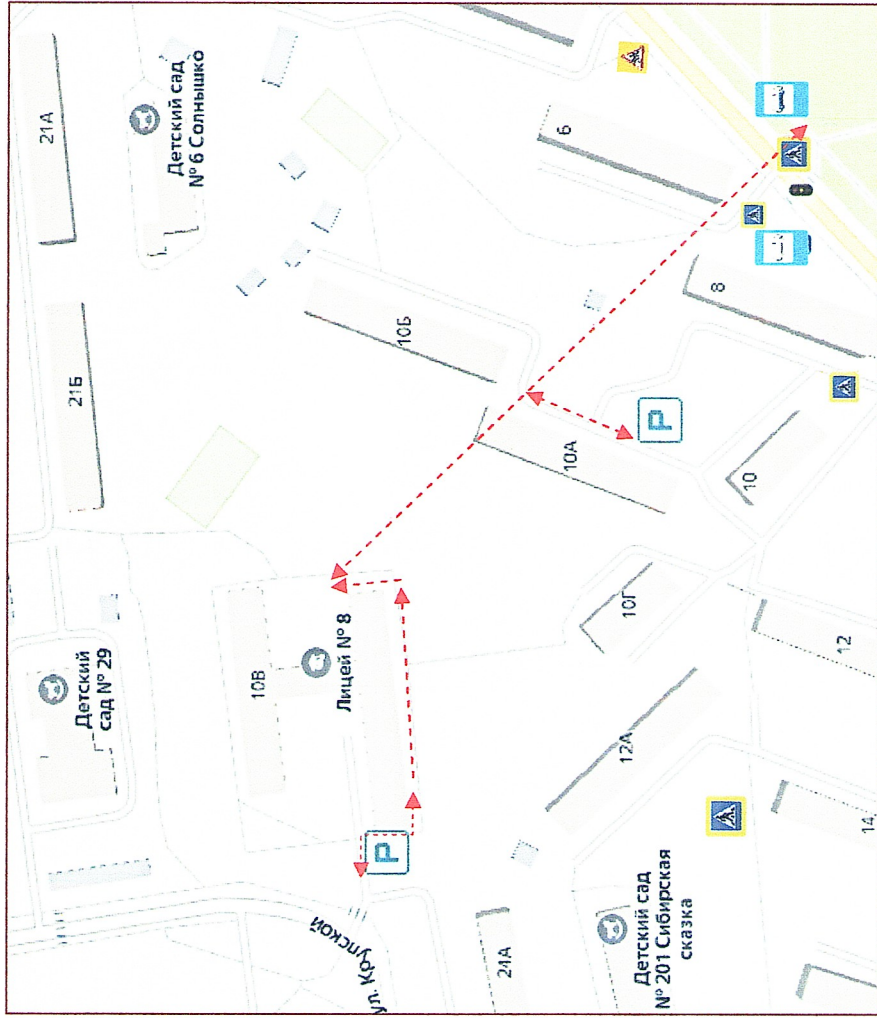 21А
21Б
Детский
сад № 29
Детский сад
№ 6 Солнышко
10В
Лицей № 8
ул. Крупской
P
10Б
24А
6
10А
10Г
12А
Детский сад
№ 201 Сибирская
сказка
P
8
10
12
14